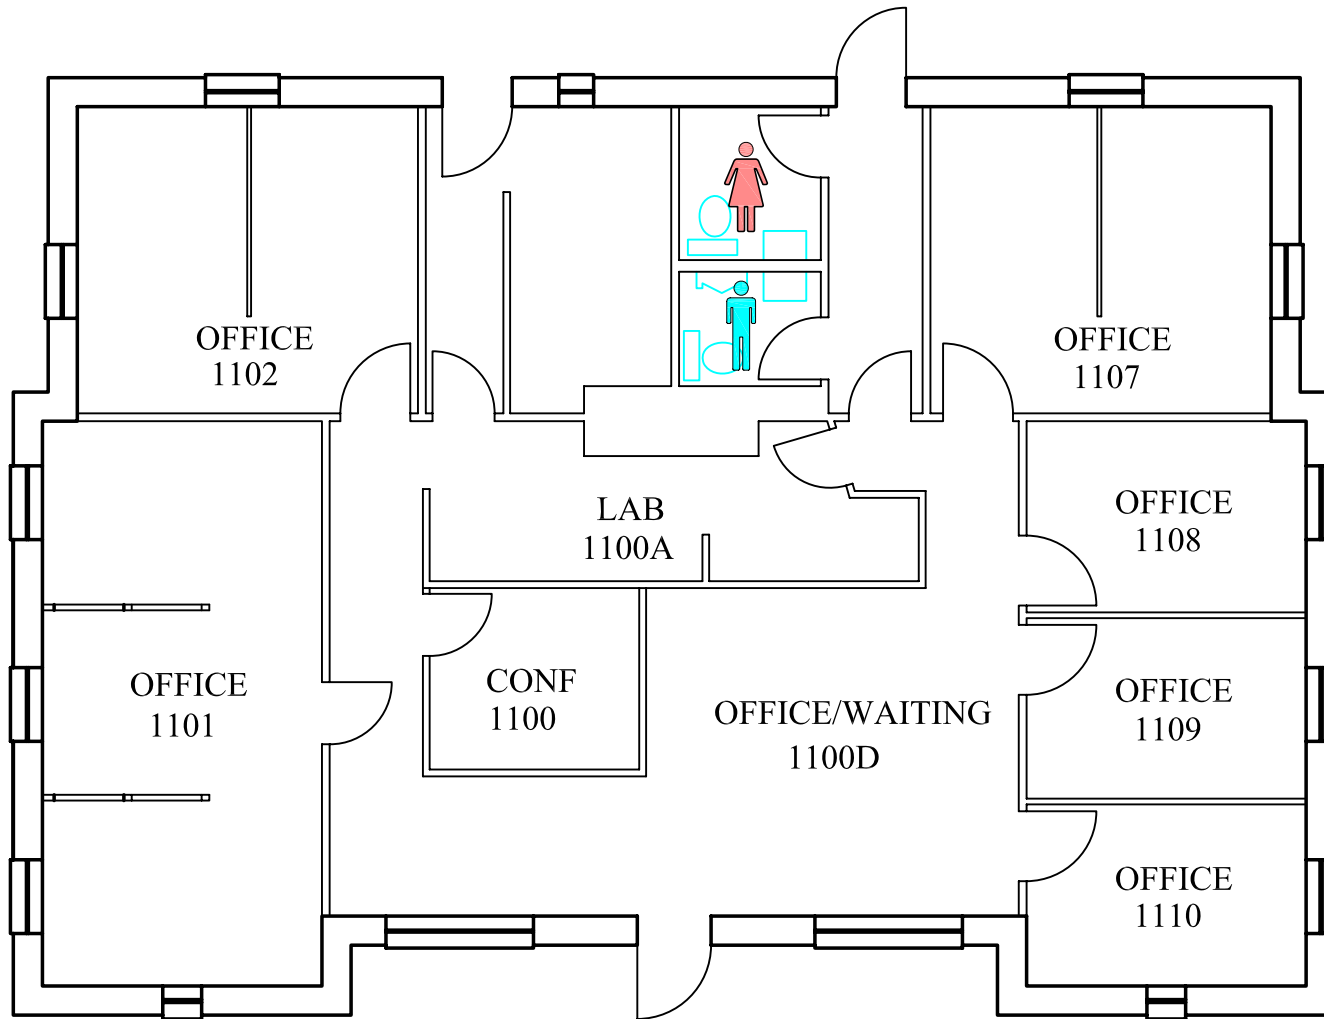 OFFICE
1102
OFFICE
1107
LAB
1100A
OFFICE
1108
OFFICE
1101
CONF
1100
OFFICE/WAITING
1100D
OFFICE
1109
OFFICE
1110